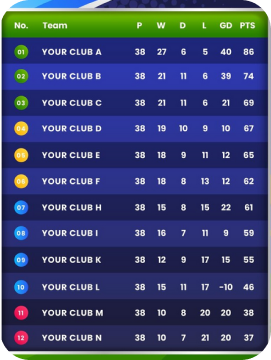 No. Team P W D L GD PTS
01 YOUR CLUB A 38 27 6 5 40 86
02 YOUR CLUB B 38 21 11 6 39 74
03 YOUR CLUB C 38 21 11 6 21 69
04 YOUR CLUB D 38 19 10 9 10 67
05 YOUR CLUB E 38 18 9 11 12 65
06 YOUR CLUB F 38 18 8 13 12 62
07 YOUR CLUB H 38 15 8 15 22 61
08 YOUR CLUB I 38 16 7 11 9 59
09 YOUR CLUB K 38 12 9 17 15 55
10 YOUR CLUB L 38 15 11 17 -10 46
11 YOUR CLUB M 38 10 8 20 20 38
12 YOUR CLUB N 38 10 7 21 20 37